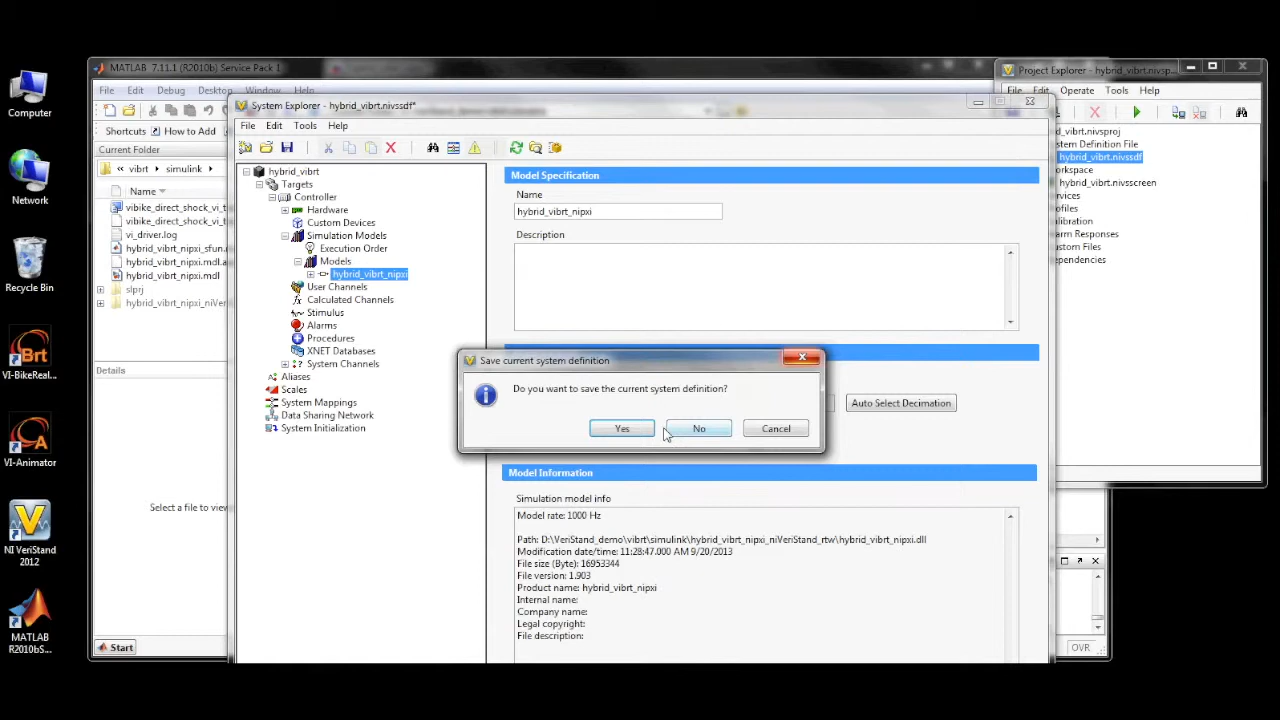 Computer
Network
Recycle Bin
VI-BikeReal...
VI-Animator
NI VeriStand
2012
MATLAB
R2010bS...
MATLAB 7.11.1 (R2010b) Service Pack 1
File Edit Debug Desktop Window Help
Shortcuts How to Add
Current Folder
vibrt simulink
Name
vibike_direct_shock_vi_t
vibike_direct_shock_vi_t
vi_driver.log
hybrid_vibrt_nipxi_sfun.
hybrid_vibrt_nipxi.mdl.
hybrid_vibrt_nipxi.mdl
slprj
hybrid_vibrt_nipxi_niVer
Details
Select a file to view
Start
OVR
System Explorer - hybrid_vibrt.nivssdf*
File Edit Tools Help
hybrid_vibrt
Targets
Controller
Hardware
Custom Devices
Simulation Models
Execution Order
Models
hybrid_vibrt_nipxi
User Channels
Calculated Channels
Stimulus
Alarms
Procedures
XNET Databases
System Channels
Aliases
Scales
System Mappings
Data Sharing Network
System Initialization
Model Specification
Name
hybrid_vibrt_nipxi
Description
Auto Select Decimation
Model Information
Simulation model info
Model rate: 1000 Hz
Path: D:\VeriStand_demo\vibrt\simulink\hybrid_vibrt_nipxi_niVeriStand_rtw\hybrid_vibrt_nipxi.dll
Modification date/time: 11:28:47.000 AM 9/20/2013
File size (Byte): 16953344
File version: 1.903
Product name: hybrid_vibrt_nipxi
Internal name:
Company name:
Legal copyright:
File description:
Save current system definition
Do you want to save the current system definition?
Yes No Cancel
Project Explorer - hybrid_vibrt.nivsp...
File Edit Operate Tools Help
d_vibrt.nivsproj
stem Definition File
hybrid_vibrt.nivssdf
orkspace
hybrid_vibrt.nivsscreen
rvices
ofiles
libration
arm Responses
ustom Files
ependencies